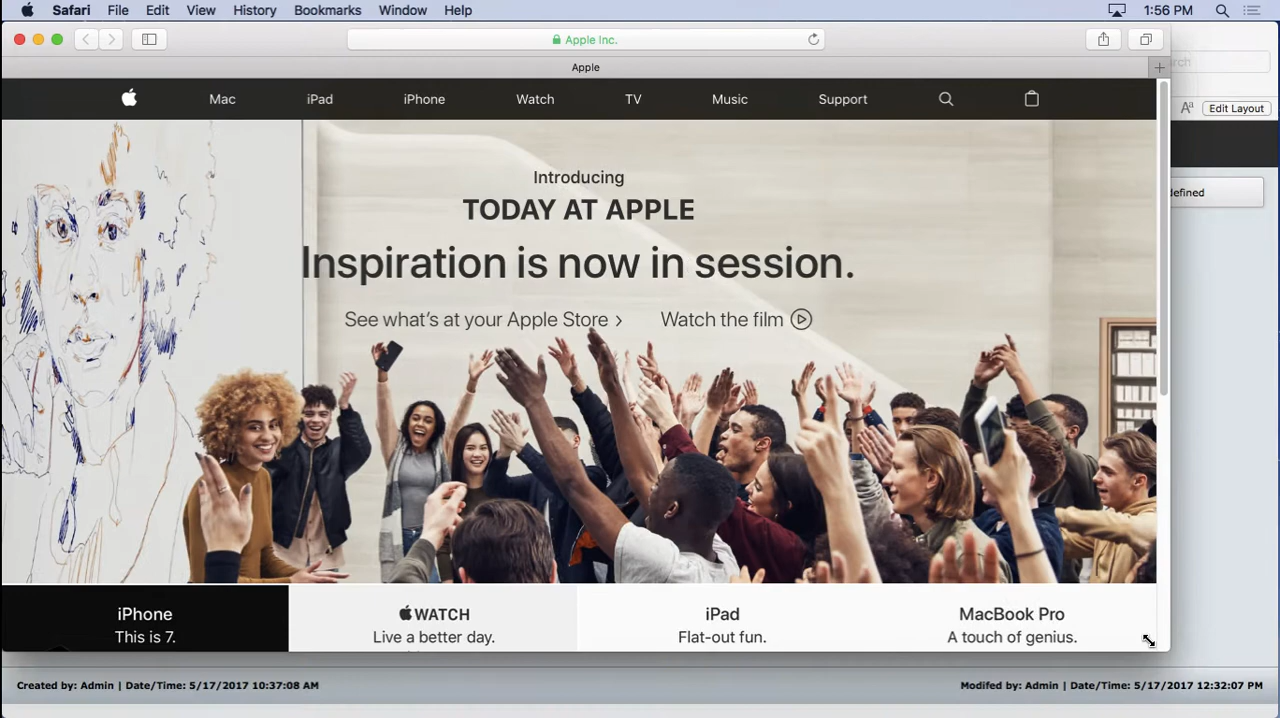 Safari File Edit View History Bookmarks Window Help 1:56 PM
Apple Inc.
Apple
Edit Layout
Mac iPad iPhone Watch TV Music Support
Introducing
TODAY AT APPLE
Inspiration is now in session.
See what's at your Apple Store > Watch the film
iPhone WATCH iPad MacBook Pro
This is 7. Live a better day. Flat-out fun. A touch of genius.
Created by: Admin | Date/Time: 5/17/2017 10:37:08 AM Modifed by: Admin | Date/Time: 5/17/2017 12:32:07 PM